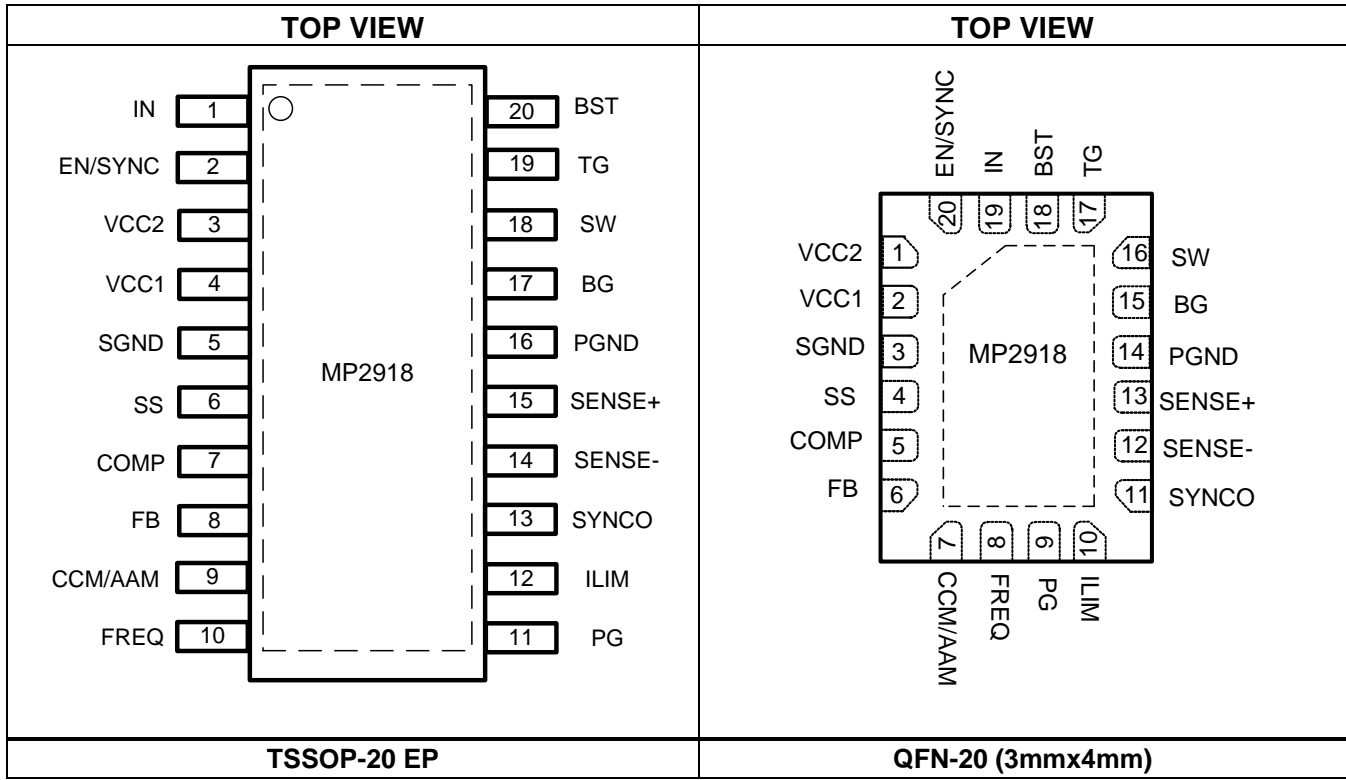 TOP VIEW
TOP VIEW
IN 1
EN/SYNC 2
VCC2 3
VCC1 4
SGND 5
SS 6
COMP 7
FB 8
CCM/AAM 9
FREQ 10
MP2918
20 BST
19 TG
18 SW
17 BG
16 PGND
15 SENSE+
14 SENSE-
13 SYNCO
12 ILIM
11 PG
EN/SYNC 20
IN 19
BST 18
TG 17
VCC2 1
VCC1 2
SGND 3
SS 4
COMP 5
FB 6
MP2918
16 SW
15 BG
14 PGND
13 SENSE+
12 SENSE-
11 SYNCO
7 CCM/AAM
8 FREQ
9 PG
10 ILIM
TSSOP-20 EP
QFN-20 (3mmx4mm)